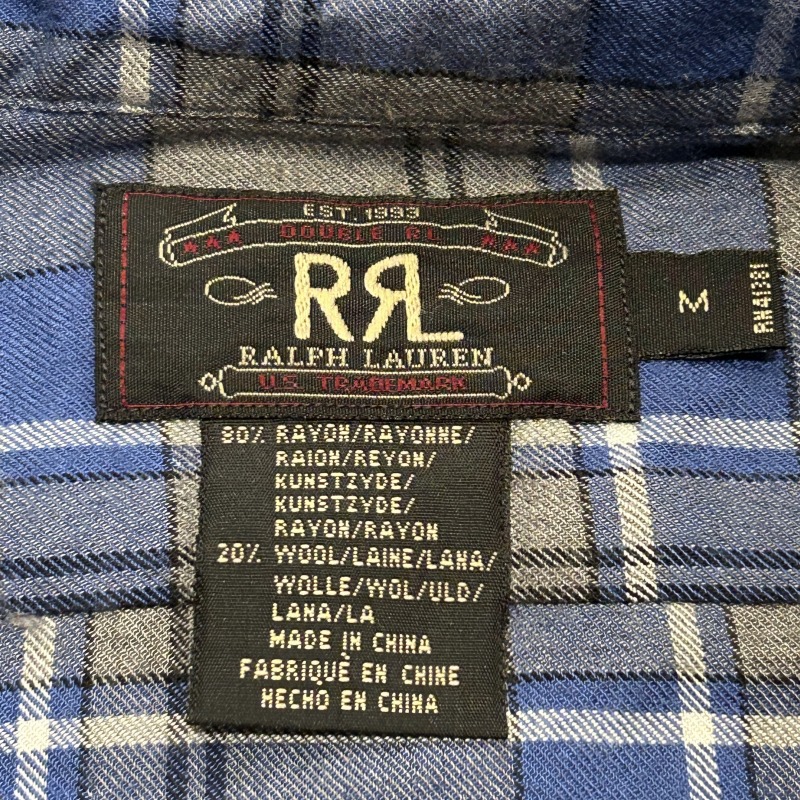 EST. 1993
★★★ DOUBLE RL ★★★
RRL
RALPH LAUREN
U.S. TRADEMARK
M
RN41381
80% RAYON/RAYONNE/
RAION/REYON/
KUNSTZYDE/
KUNSTZYDE/
RAYON/RAYON
20% WOOL/LAINE/LANA/
WOLLE/WOL/ULD/
LANA/LA
MADE IN CHINA
FABRIQUÈ EN CHINE
HECHO EN CHINA